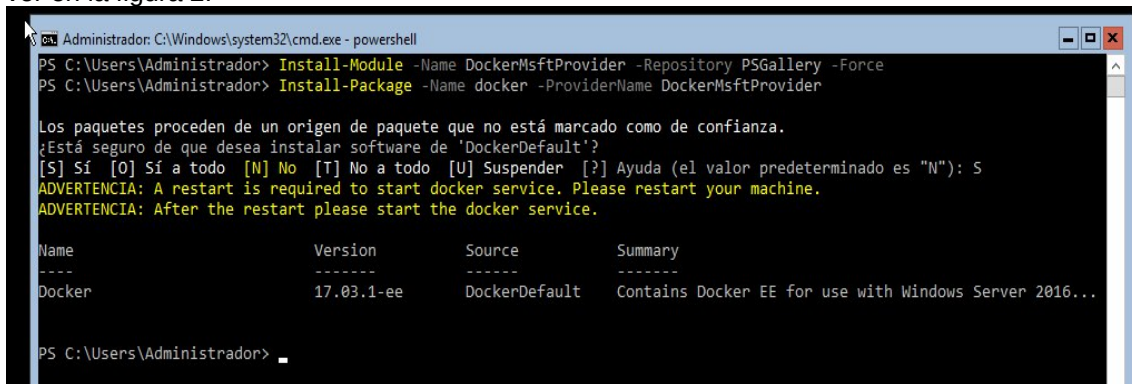 ver en la figura 2.
Administrador: C:\Windows\system32\cmd.exe - powershell
PS C:\Users\Administrador> Install-Module -Name DockerMsftProvider -Repository PSGallery -Force
PS C:\Users\Administrador> Install-Package -Name docker -ProviderName DockerMsftProvider
Los paquetes proceden de un origen de paquete que no está marcado como de confianza.
¿Está seguro de que desea instalar software de 'DockerDefault'?
[S] Sí  [O] Sí a todo  [N] No  [T] No a todo  [U] Suspender  [?] Ayuda (el valor predeterminado es "N"): S
ADVERTENCIA: A restart is required to start docker service. Please restart your machine.
ADVERTENCIA: After the restart please start the docker service.
Name Version Source Summary
---- ------- ------ -------
Docker 17.03.1-ee DockerDefault Contains Docker EE for use with Windows Server 2016...
PS C:\Users\Administrador>